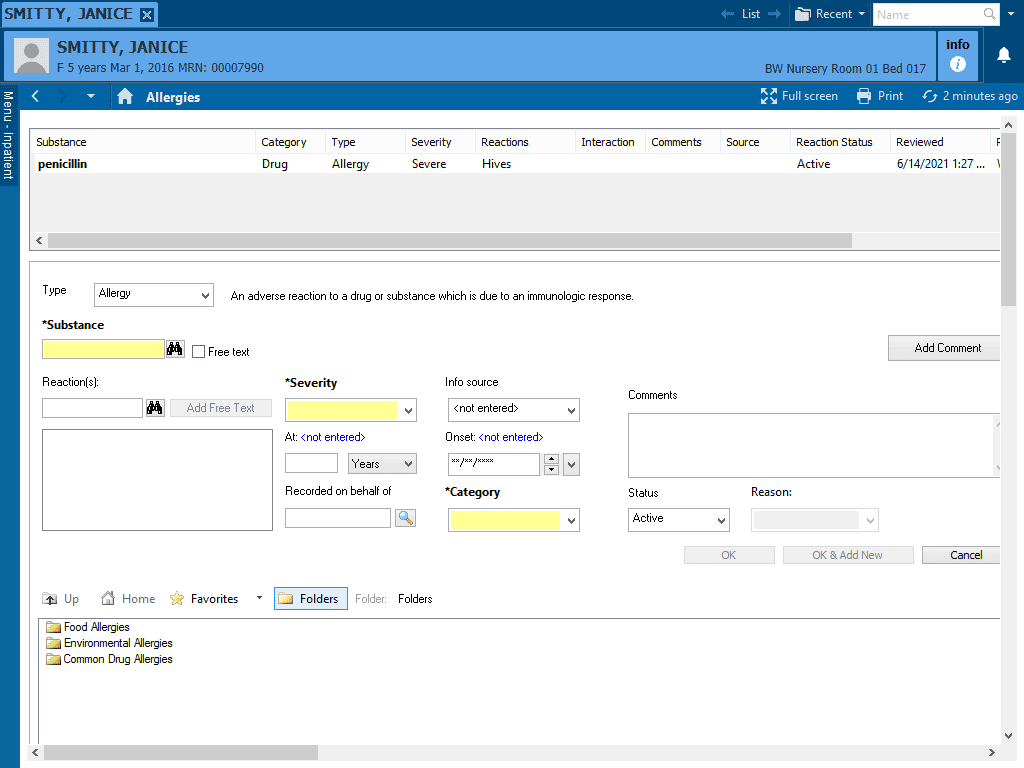 SMITTY, JANICE
List
Recent
Name
SMITTY, JANICE
F 5 years Mar 1, 2016 MRN: 00007990
BW Nursery Room 01 Bed 017
info
Menu - Inpatient
Allergies
Full screen
Print
2 minutes ago
Substance Category Type Severity Reactions Interaction Comments Source Reaction Status Reviewed
penicillin Drug Allergy Severe Hives Active 6/14/2021 1:27 ...
Type
Allergy
An adverse reaction to a drug or substance which is due to an immunologic response.
*Substance
Free text
Add Comment
Reaction(s):
*Severity
Info source
Comments
Add Free Text
<not entered>
At: <not entered>
Onset: <not entered>
Years
**/**/****
Recorded on behalf of
*Category
Status
Reason:
Active
OK
OK & Add New
Cancel
Up
Home
Favorites
Folders
Folder: Folders
Food Allergies
Environmental Allergies
Common Drug Allergies